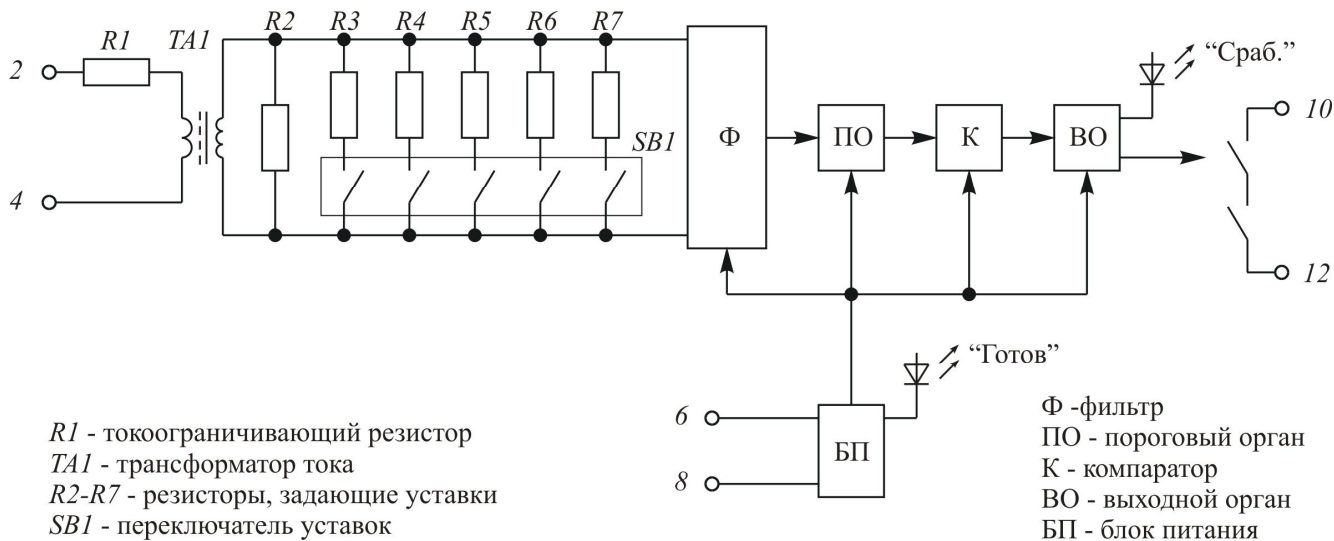 R1
TA1
R2
R3
R4
R5
R6
R7
2
4
SB1
Ф
ПО
К
ВО
“Сраб.”
10
12
“Готов”
6
8
БП
R1 - токоограничивающий резистор
TA1 - трансформатор тока
R2-R7 - резисторы, задающие уставки
SB1 - переключатель уставок
Ф -фильтр
ПО - пороговый орган
К - компаратор
ВО - выходной орган
БП - блок питания